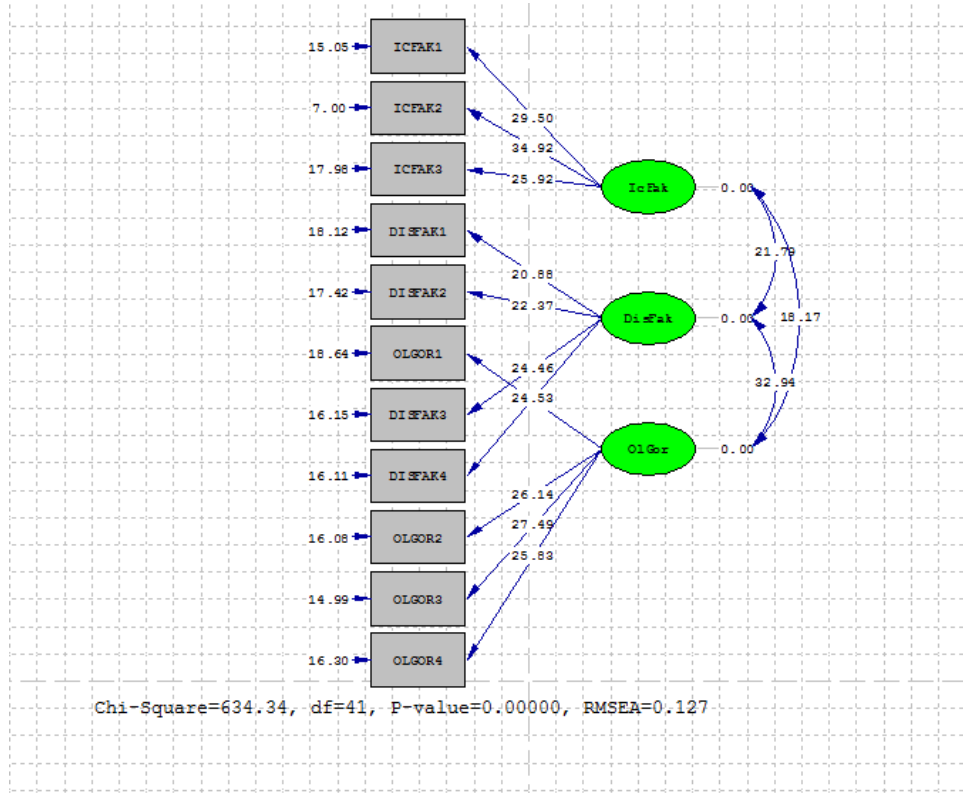 15.05
ICFAK1
7.00
ICFAK2
29.50
34.92
17.98
ICFAK3
25.92
IcFak
0.00
18.12
DISFAK1
21.79
20.88
17.42
DISFAK2
22.37
DisFak
0.00
18.17
18.64
OLGOR1
24.46
32.94
24.53
16.15
DISFAK3
OlGor
0.00
16.11
DISFAK4
26.14
27.49
16.08
OLGOR2
25.83
14.99
OLGOR3
16.30
OLGOR4
Chi-Square=634.34, df=41, P-value=0.00000, RMSEA=0.127